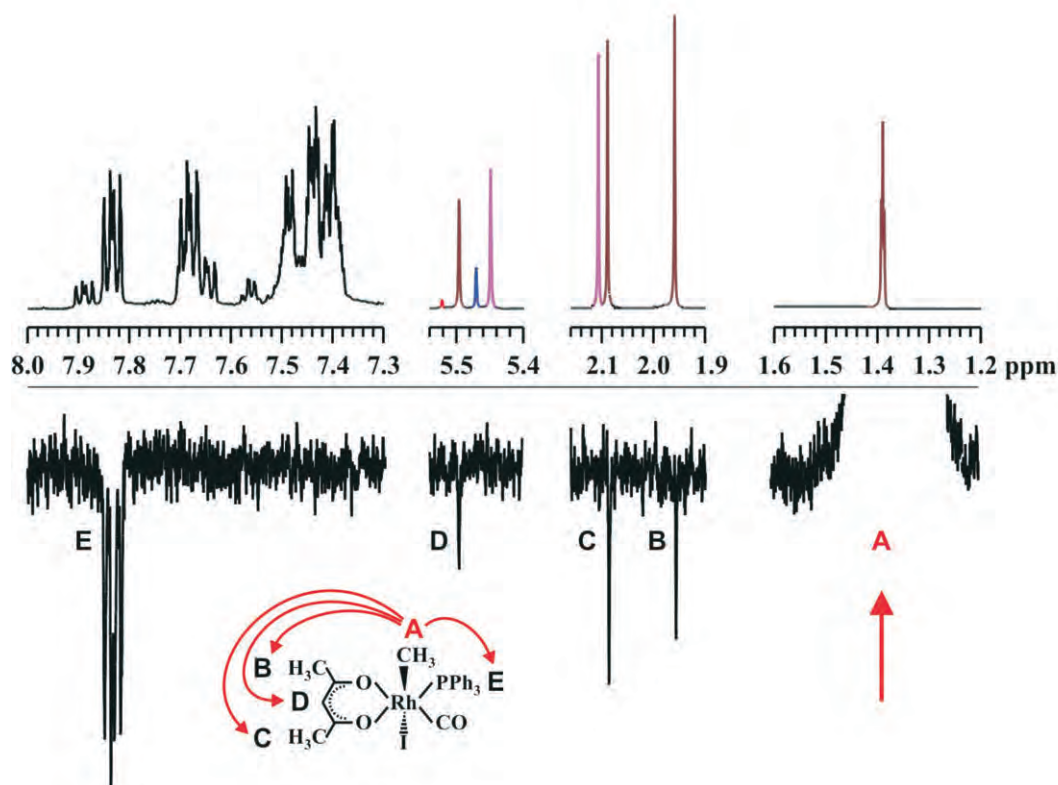 8.0 7.9 7.8 7.7 7.6 7.5 7.4 7.3 5.5 5.4 2.1 2.0 1.9 1.6 1.5 1.4 1.3 1.2 ppm
E D C B A
A
B H₃C CH₃ PPh₃ E
D O Rh
C H₃C O CO
I